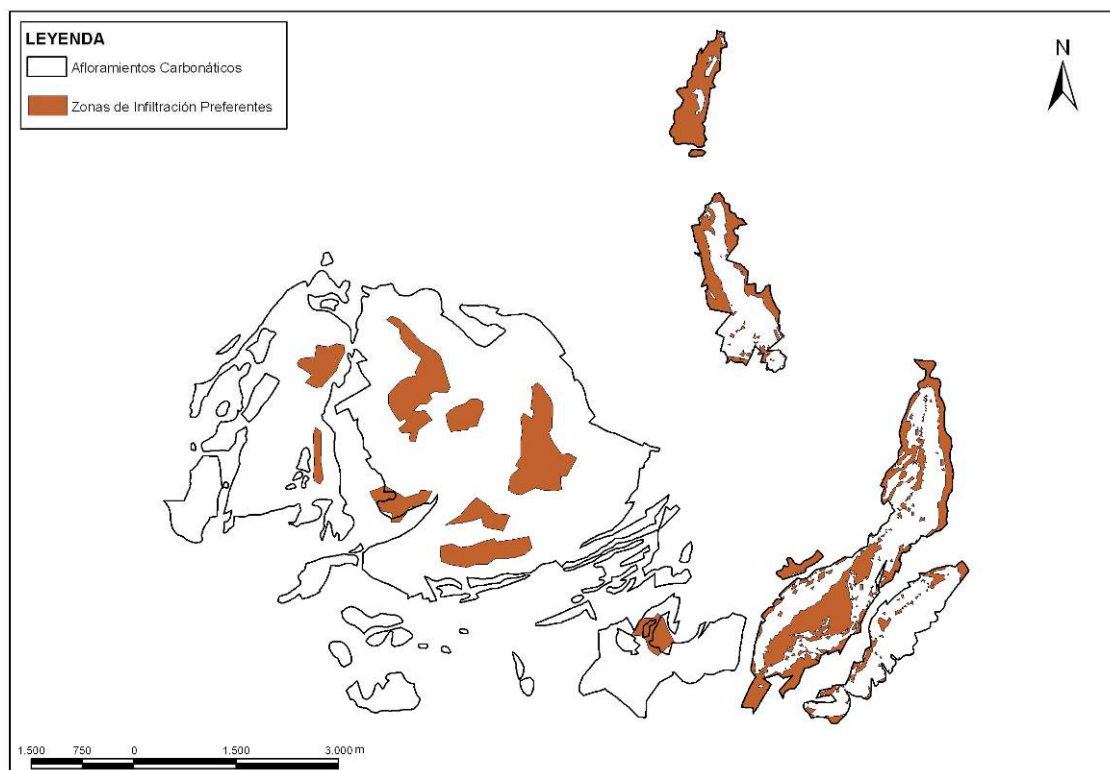 LEYENDA
Afloramientos Carbonáticos
Zonas de Infiltración Preferentes
N
1.500 750 0 1.500 3.000 m